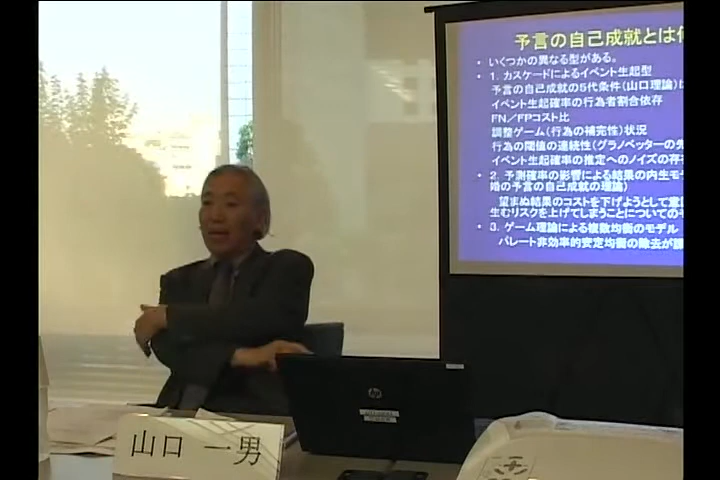 予言の自己成就とは
・いくつかの異なる型がある。
・1. カスケードによるイベント生起型
予言の自己成就の5代条件(山口理論)
イベント生起確率の行為者割合依存
FN/FPコスト比
調整ゲーム(行為の補完性)状況
行為の閾値の連続性(グラノベッターの先
イベント生起確率の推定へのノイズの存
・2. 予測確率の影響による結果の内生モ
婚の予言の自己成就の理論)
望まぬ結果のコストを下げようとして意
生むリスクを上げてしまうことについての
・3. ゲーム理論による複数均衡のモデル
パレート非効率的安定均衡の除去が課
hp
山口 一男